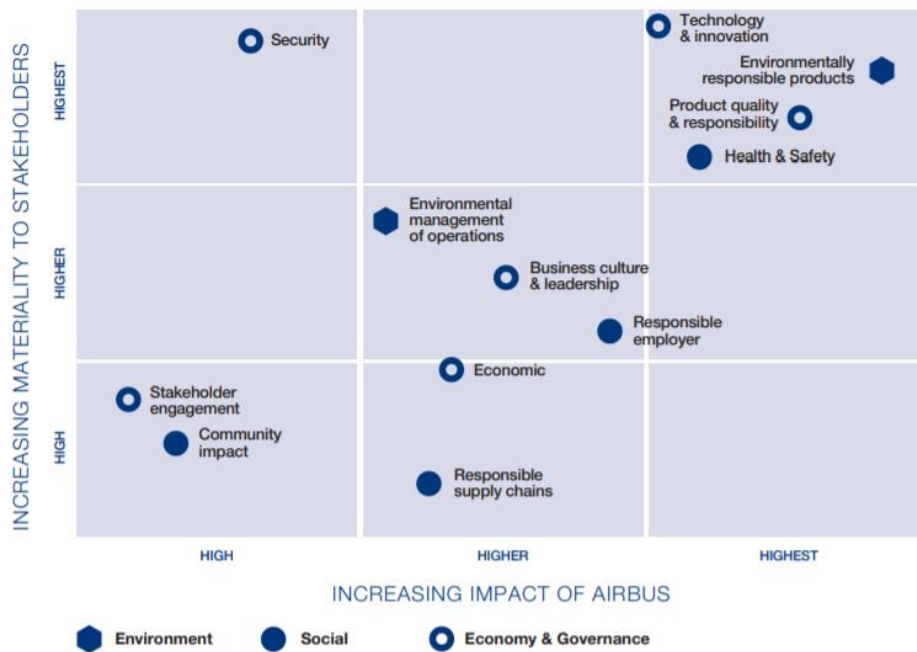 INCREASING MATERIALITY TO STAKEHOLDERS
HIGHEST
HIGHER
HIGH
Security
Technology
& innovation
Environmentally
responsible products
Product quality
& responsibility
Health & Safety
Environmental
management
of operations
Business culture
& leadership
Responsible
employer
Economic
Stakeholder
engagement
Community
impact
Responsible
supply chains
HIGH
HIGHER
HIGHEST
INCREASING IMPACT OF AIRBUS
Environment
Social
Economy & Governance